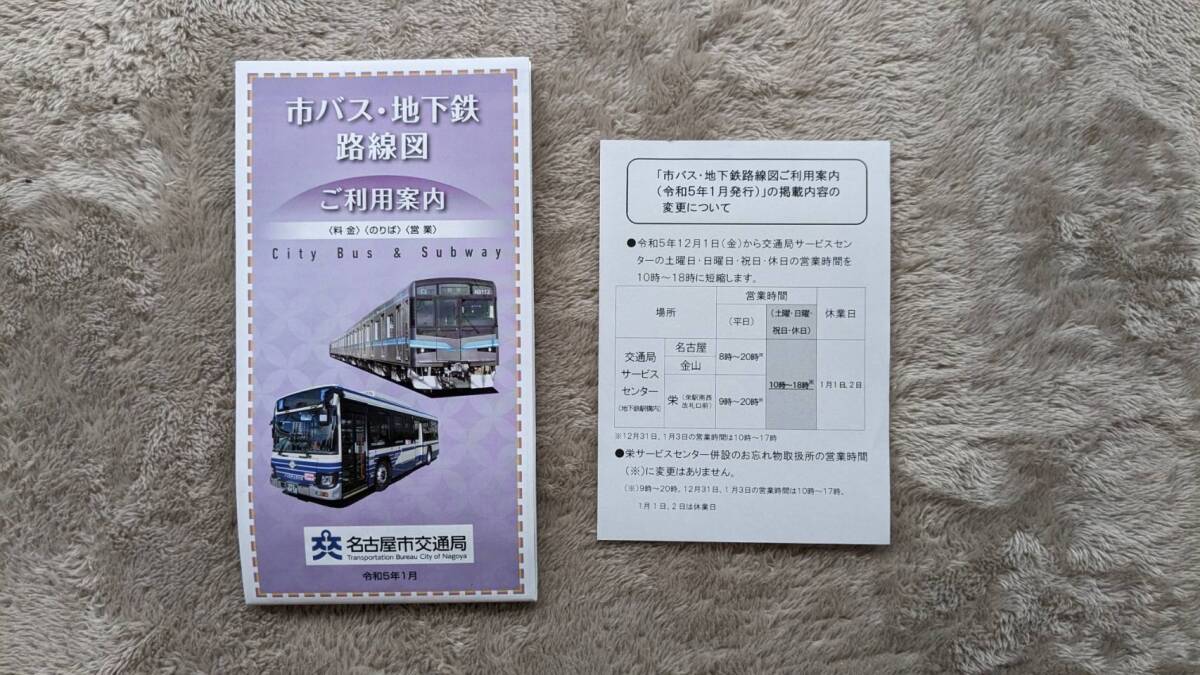 市バス・地下鉄
路線図
ご利用案内
〈料金〉〈のりば〉〈営業〉
City Bus & Subway
名古屋市交通局
Transportation Bureau City of Nagoya
令和5年1月
「市バス・地下鉄路線図ご利用案内
（令和5年1月発行）」の掲載内容の
変更について
●令和5年12月1日（金）から交通局サービスセン
ターの土曜日・日曜日・祝日・休日の営業時間を
10時～18時に短縮します。
場所
営業時間
（平日）
（土曜・日曜・
祝日・休日）
休業日
交通局
サービス
センター
（地下鉄駅構内）
名古屋
金山
8時～20時※
栄（栄駅南西
改札口前）
9時～20時※
10時～18時※
1月1日、2日
※12月31日、1月3日の営業時間は10時～17時
●栄サービスセンター併設のお忘れ物取扱所の営業時間
（※）に変更はありません。
（※）9時～20時、12月31日、1月3日の営業時間は10時～17時、
1月1日、2日は休業日